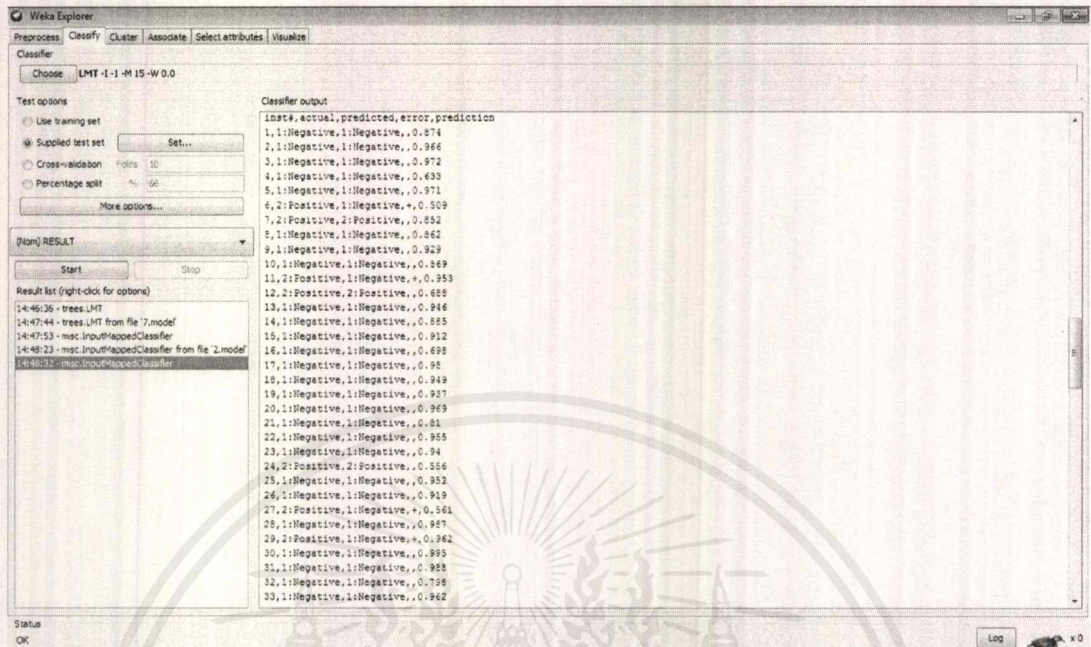 Weka Explorer
Preprocess Classify Cluster Associate Select attributes Visualize
Classifier
Choose LMT -I -1 -M 15 -W 0.0
Test options
Use training set
Supplied test set Set...
Cross-validation Folds 10
Percentage split % 66
More options...
(Nom) RESULT
Start Stop
Result list (right-click for options)
14:46:36 - trees.LMT
14:47:44 - trees.LMT from file '7.model'
14:47:53 - misc.InputMappedClassifier
14:48:23 - misc.InputMappedClassifier from file '2.model'
14:48:32 - misc.InputMappedClassifier
Classifier output
inst#,actual,predicted,error,prediction
1,1:Negative,1:Negative,,0.874
2,1:Negative,1:Negative,,0.966
3,1:Negative,1:Negative,,0.972
4,1:Negative,1:Negative,,0.633
5,1:Negative,1:Negative,,0.971
6,2:Positive,1:Negative,+,0.509
7,2:Positive,2:Positive,,0.852
8,1:Negative,1:Negative,,0.862
9,1:Negative,1:Negative,,0.929
10,1:Negative,1:Negative,,0.869
11,2:Positive,1:Negative,+,0.953
12,2:Positive,2:Positive,,0.688
13,1:Negative,1:Negative,,0.946
14,1:Negative,1:Negative,,0.885
15,1:Negative,1:Negative,,0.912
16,1:Negative,1:Negative,,0.698
17,1:Negative,1:Negative,,0.98
18,1:Negative,1:Negative,,0.949
19,1:Negative,1:Negative,,0.937
20,1:Negative,1:Negative,,0.969
21,1:Negative,1:Negative,,0.81
22,1:Negative,1:Negative,,0.955
23,1:Negative,1:Negative,,0.94
24,2:Positive,2:Positive,,0.556
25,1:Negative,1:Negative,,0.952
26,1:Negative,1:Negative,,0.919
27,2:Positive,1:Negative,+,0.561
28,1:Negative,1:Negative,,0.987
29,2:Positive,1:Negative,+,0.962
30,1:Negative,1:Negative,,0.995
31,1:Negative,1:Negative,,0.988
32,1:Negative,1:Negative,,0.798
33,1:Negative,1:Negative,,0.962
Status
OK
Log
x 0